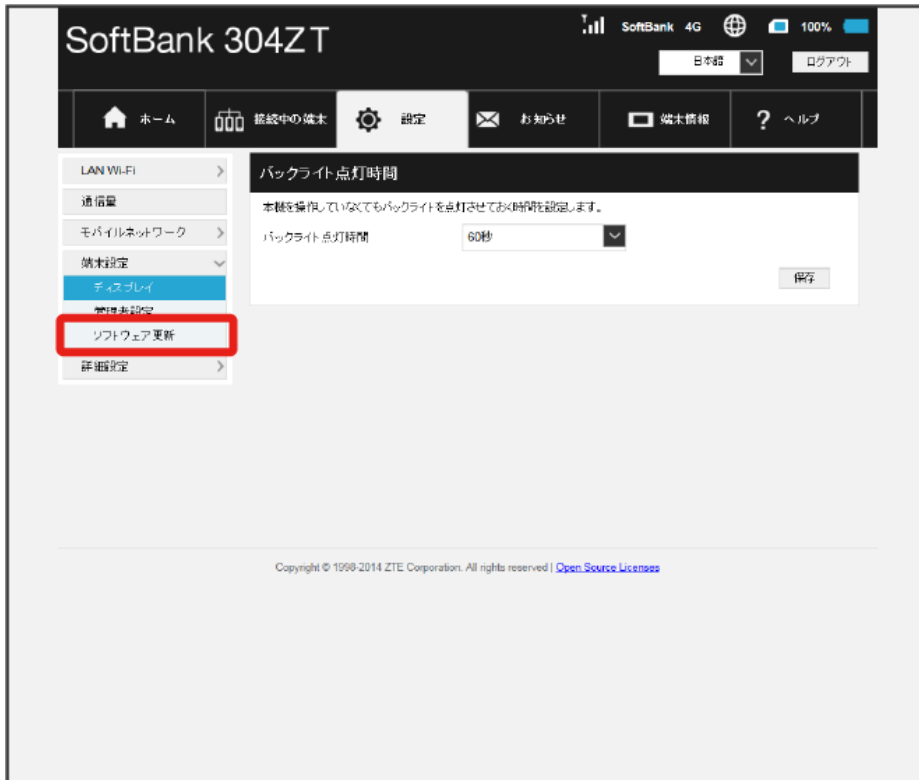 SoftBank 304ZT
SoftBank 4G 100%
日本語 ログアウト
ホーム 接続中の端末 設定 お知らせ 端末情報 ? ヘルプ
LAN Wi-Fi
通信量
モバイルネットワーク
端末設定
ディスプレイ
管理者設定
ソフトウェア更新
詳細設定
バックライト点灯時間
本機を操作していなくてもバックライトを点灯させておく時間を設定します。
バックライト点灯時間 60秒
保存
Copyright © 1998-2014 ZTE Corporation. All rights reserved | Open Source Licenses